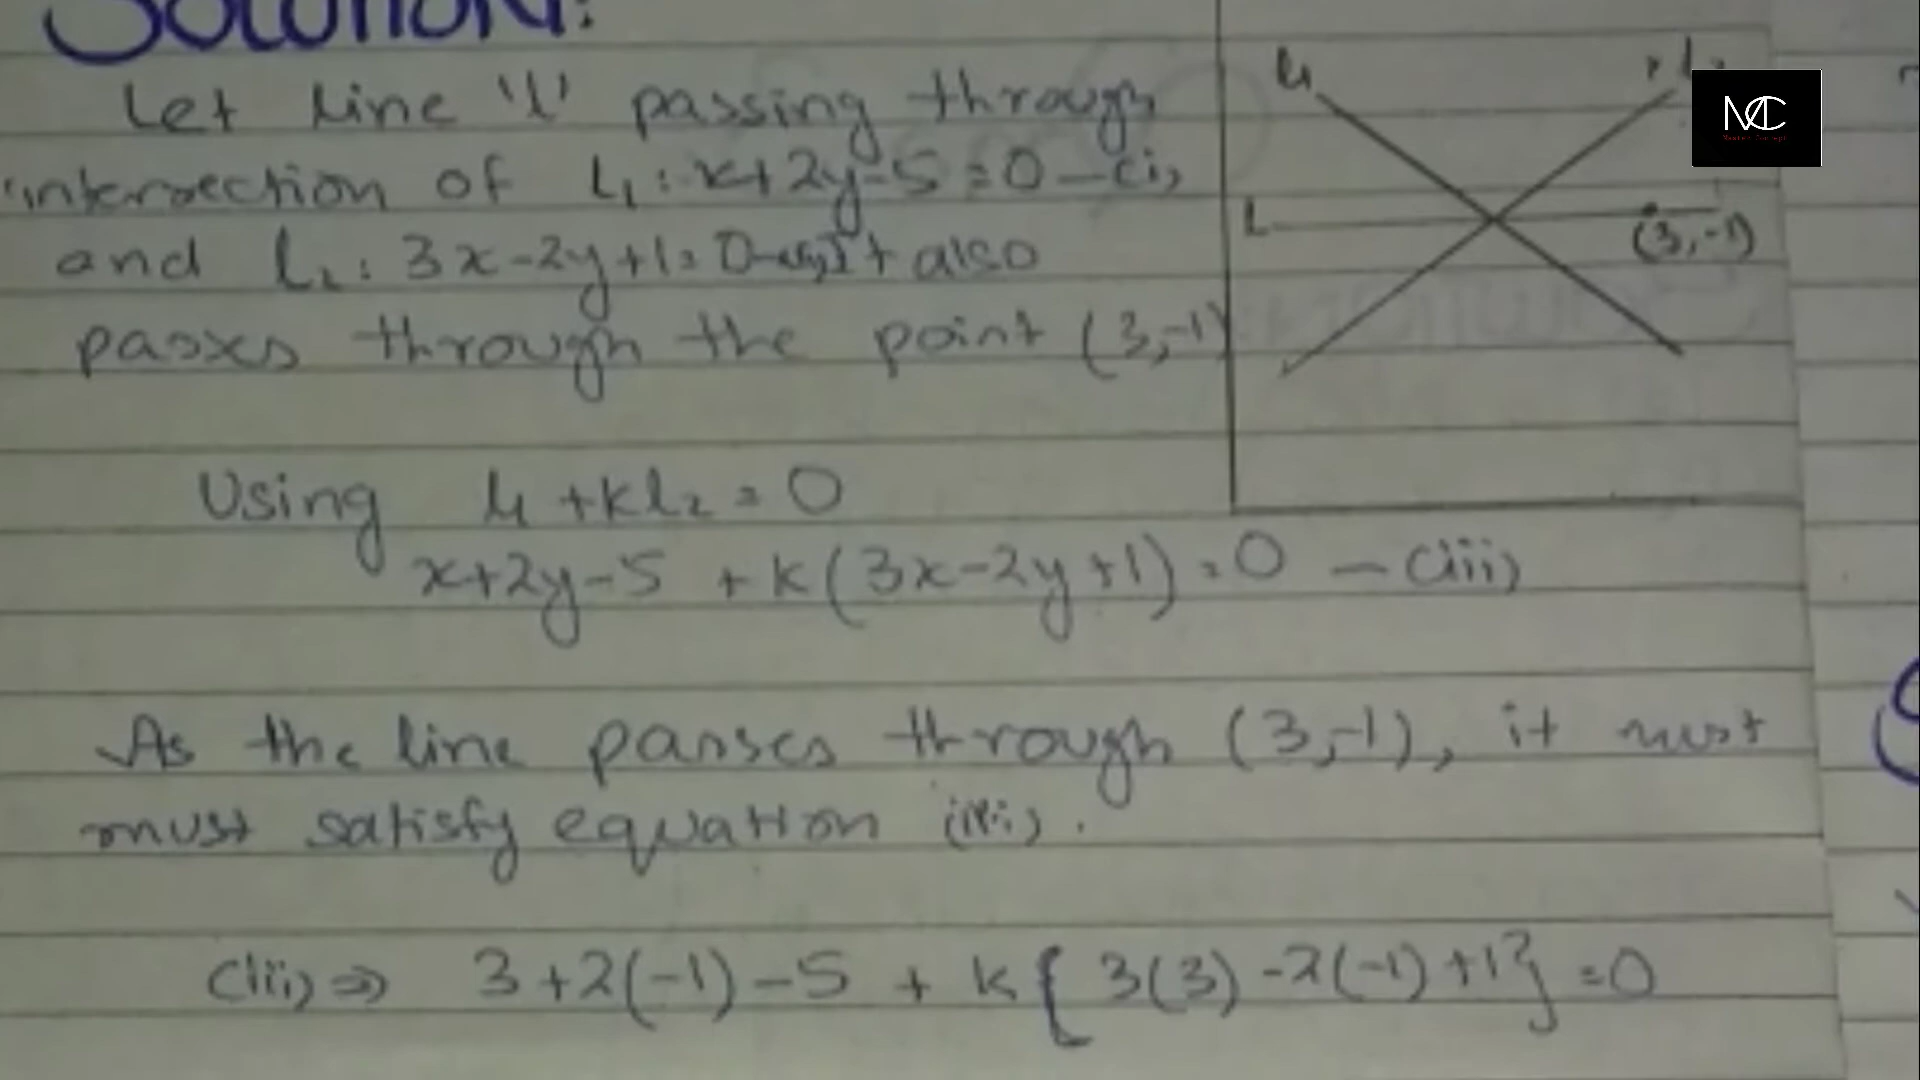 SOLUTION:
Let line 'l' passing through
intersection of L₁: x+2y-5=0 -(i)
and L₂: 3x-2y+1=0 It also
passes through the point (3,-1)
L₁
L
(3,-1)
MC
Master Concept
Using L₁ + kL₂ = 0
x+2y-5 + k(3x-2y+1)=0 -(iii)
As the line passes through (3,-1), it must
must satisfy equation (iii).
(iii) ⇒ 3+2(-1)-5 + k{3(3)-2(-1)+1}=0